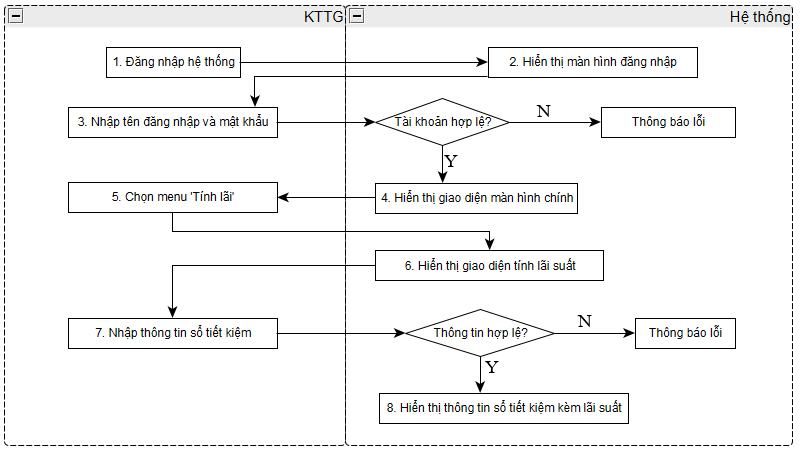 KTTG
Hệ thống
1. Đăng nhập hệ thống
2. Hiển thị màn hình đăng nhập
3. Nhập tên đăng nhập và mật khẩu
Tài khoản hợp lệ?
N
Thông báo lỗi
Y
4. Hiển thị giao diện màn hình chính
5. Chọn menu 'Tính lãi'
6. Hiển thị giao diện tính lãi suất
7. Nhập thông tin sổ tiết kiệm
Thông tin hợp lệ?
N
Thông báo lỗi
Y
8. Hiển thị thông tin sổ tiết kiệm kèm lãi suất